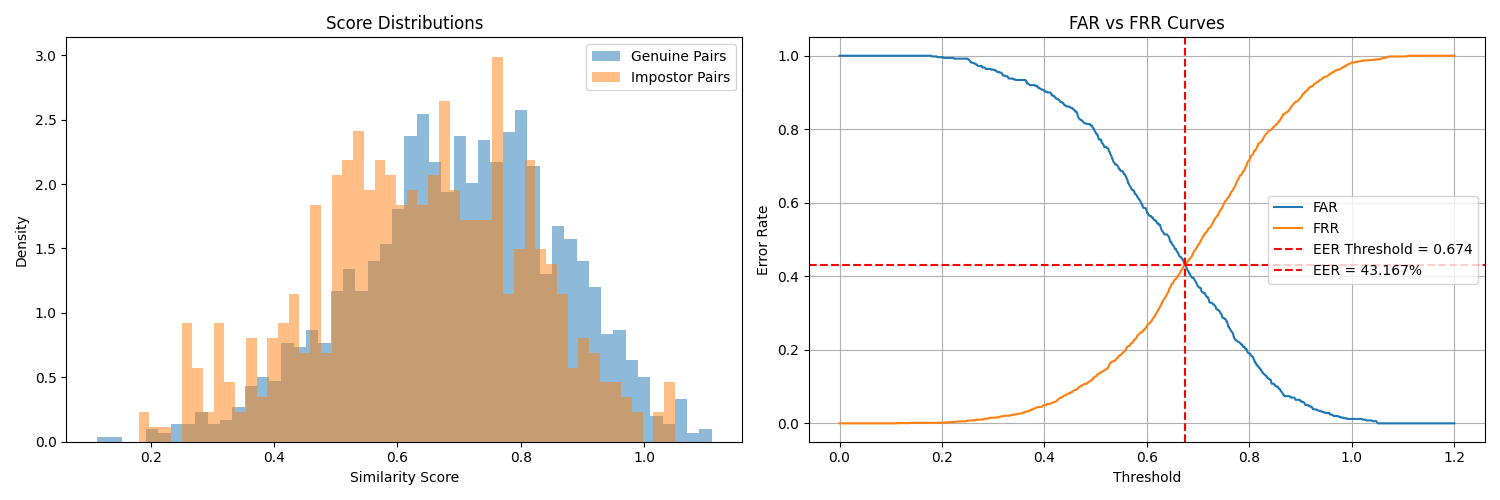 Score Distributions
Genuine Pairs
Impostor Pairs
Density
3.0
2.5
2.0
1.5
1.0
0.5
0.0
0.2
0.4
0.6
0.8
1.0
Similarity Score
FAR vs FRR Curves
Error Rate
1.0
0.8
0.6
0.4
0.2
0.0
FAR
FRR
EER Threshold = 0.674
EER = 43.167%
0.0
0.2
0.4
0.6
0.8
1.0
1.2
Threshold